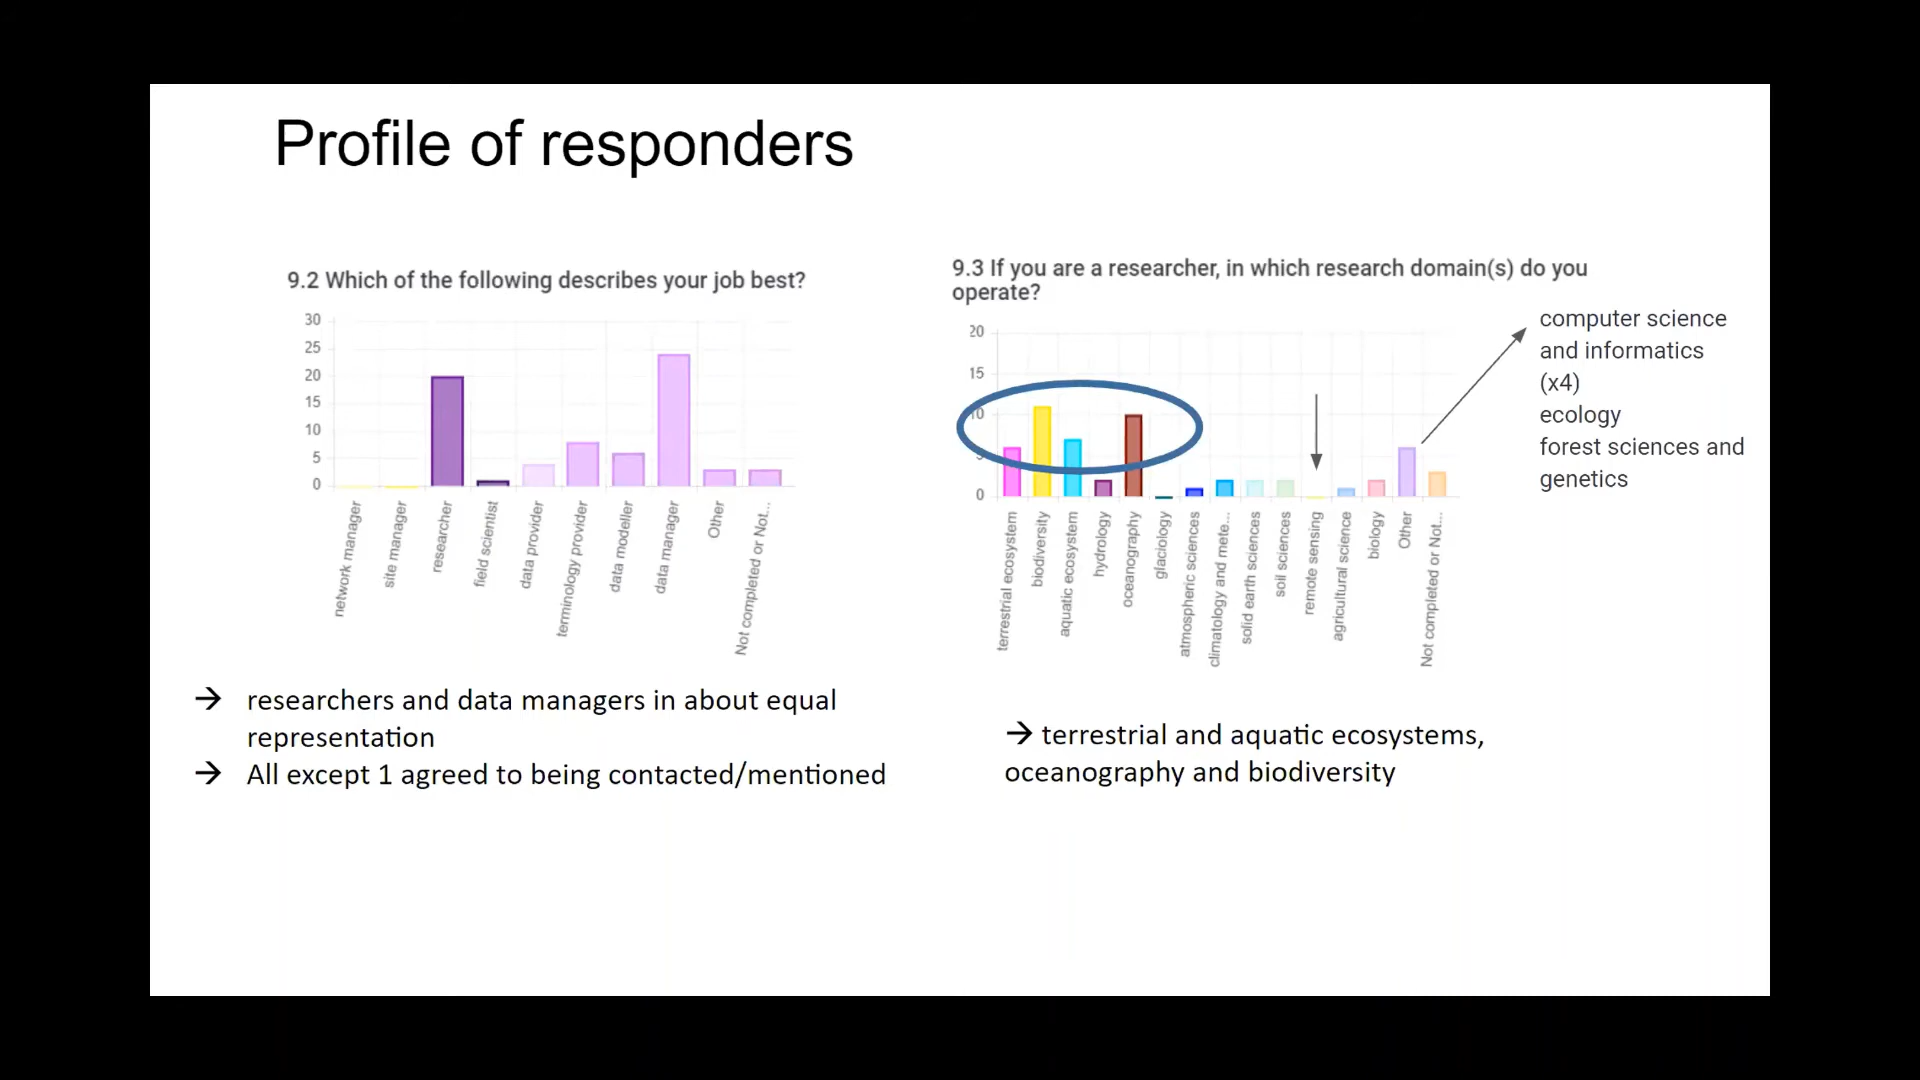 Profile of responders
9.2 Which of the following describes your job best?
30
25
20
15
10
5
0
network manager
site manager
researcher
field scientist
data provider
terminology provider
data modeller
data manager
Other
Not completed or Not...
→ researchers and data managers in about equal
representation
→ All except 1 agreed to being contacted/mentioned
9.3 If you are a researcher, in which research domain(s) do you
operate?
20
15
10
5
0
terrestrial ecosystem
biodiversity
aquatic ecosystem
hydrology
oceanography
glaciology
atmospheric sciences
climatology and mete...
solid earth sciences
soil sciences
remote sensing
agricultural science
biology
Other
Not completed or Not...
computer science
and informatics
(x4)
ecology
forest sciences and
genetics
→ terrestrial and aquatic ecosystems,
oceanography and biodiversity